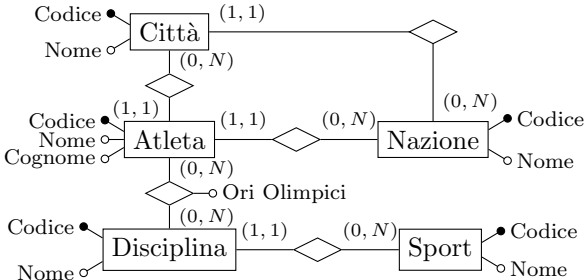 Codice
Città
(1, 1)
Nome
(0, N)
(0, N)
(1, 1)
Codice
Nome
Cognome
Atleta
(1, 1)
(0, N)
Nazione
Codice
Nome
(0, N)
Ori Olimpici
(0, N)
Codice
Nome
Disciplina
(1, 1)
(0, N)
Sport
Codice
Nome